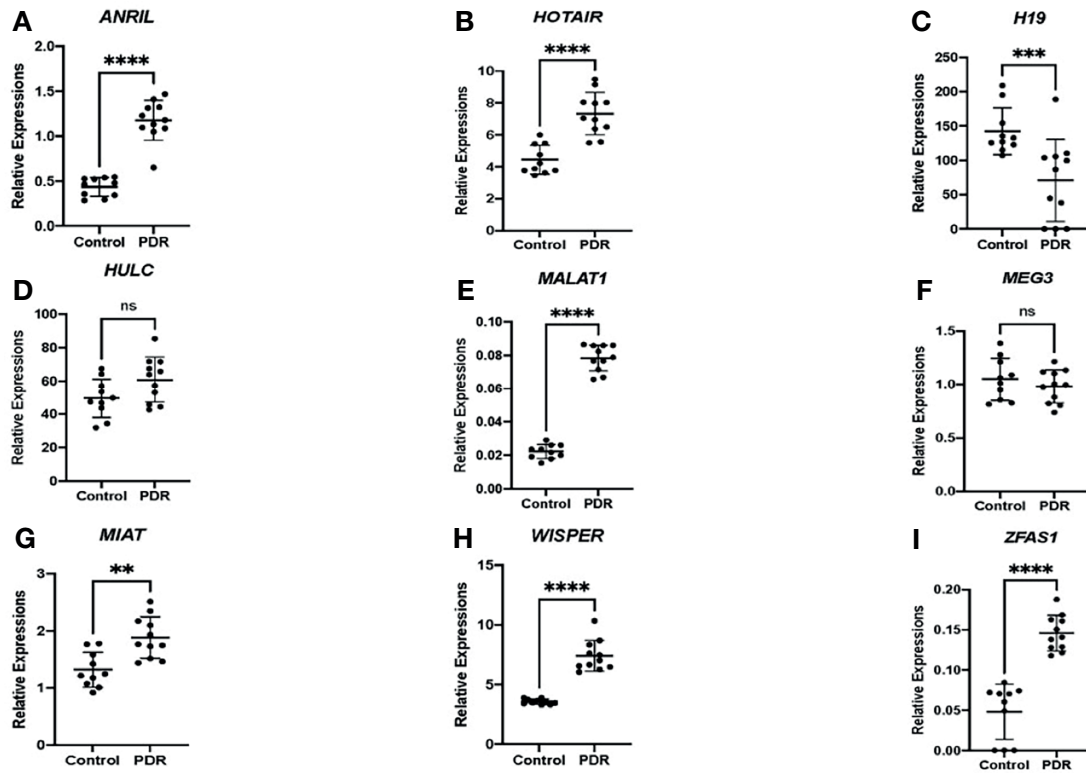 A
ANRIL
Relative Expressions
2.0
1.5
1.0
0.5
0.0
****
Control PDR
B
HOTAIR
Relative Expressions
10
8
6
4
2
0
****
Control PDR
C
H19
Relative Expressions
250
200
150
100
50
0
***
Control PDR
D
HULC
Relative Expressions
100
80
60
40
20
0
ns
Control PDR
E
MALAT1
Relative Expressions
0.10
0.08
0.06
0.04
0.02
0.00
****
Control PDR
F
MEG3
Relative Expressions
1.5
1.0
0.5
0.0
ns
Control PDR
G
MIAT
Relative Expressions
3
2
1
0
**
Control PDR
H
WISPER
Relative Expressions
15
10
5
0
****
Control PDR
I
ZFAS1
Relative Expressions
0.20
0.15
0.10
0.05
0.00
****
Control PDR